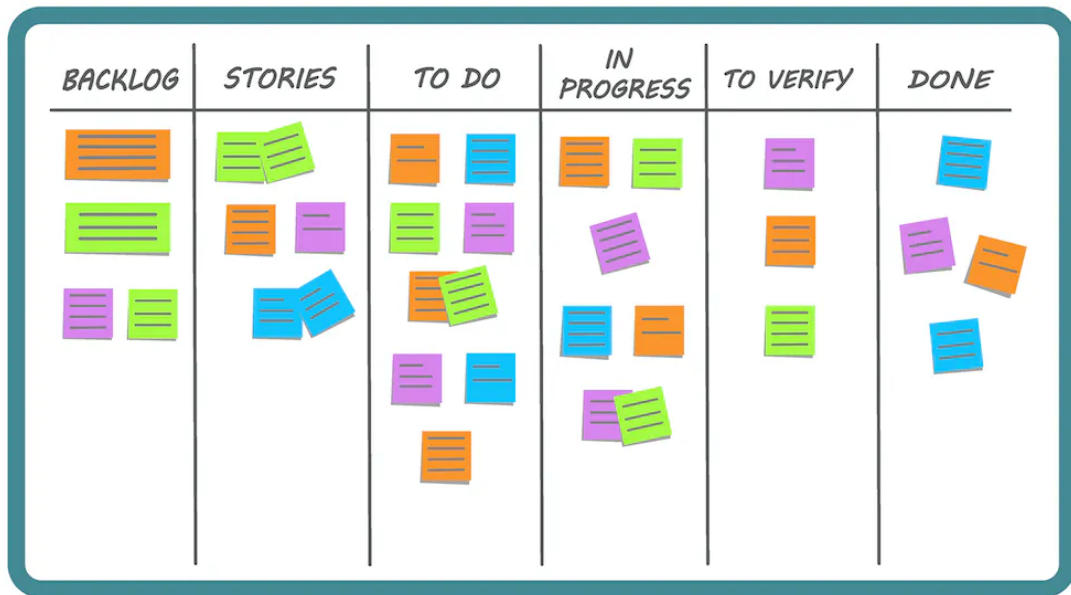 BACKLOG
STORIES
TO DO
IN
PROGRESS
TO VERIFY
DONE